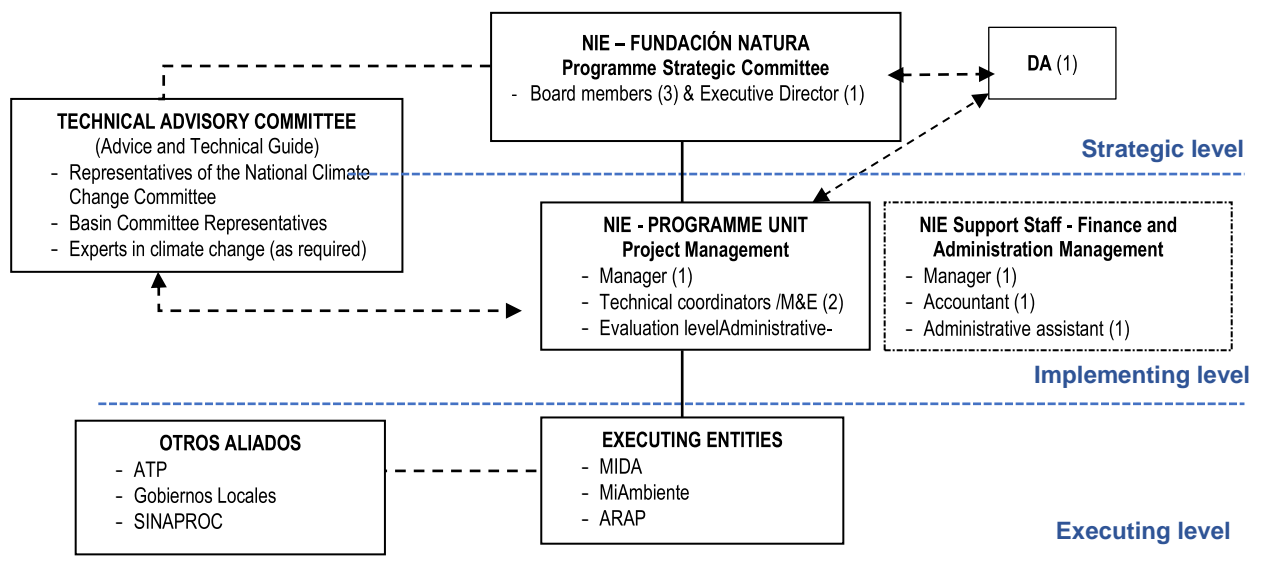 NIE – FUNDACIÓN NATURA
Programme Strategic Committee
- Board members (3) & Executive Director (1)
DA (1)
TECHNICAL ADVISORY COMMITTEE
(Advice and Technical Guide)
- Representatives of the National Climate
Change Committee
- Basin Committee Representatives
- Experts in climate change (as required)
Strategic level
NIE - PROGRAMME UNIT
Project Management
- Manager (1)
- Technical coordinators /M&E (2)
- Evaluation levelAdministrative-
NIE Support Staff - Finance and
Administration Management
- Manager (1)
- Accountant (1)
- Administrative assistant (1)
Implementing level
OTROS ALIADOS
- ATP
- Gobiernos Locales
- SINAPROC
EXECUTING ENTITIES
- MIDA
- MiAmbiente
- ARAP
Executing level